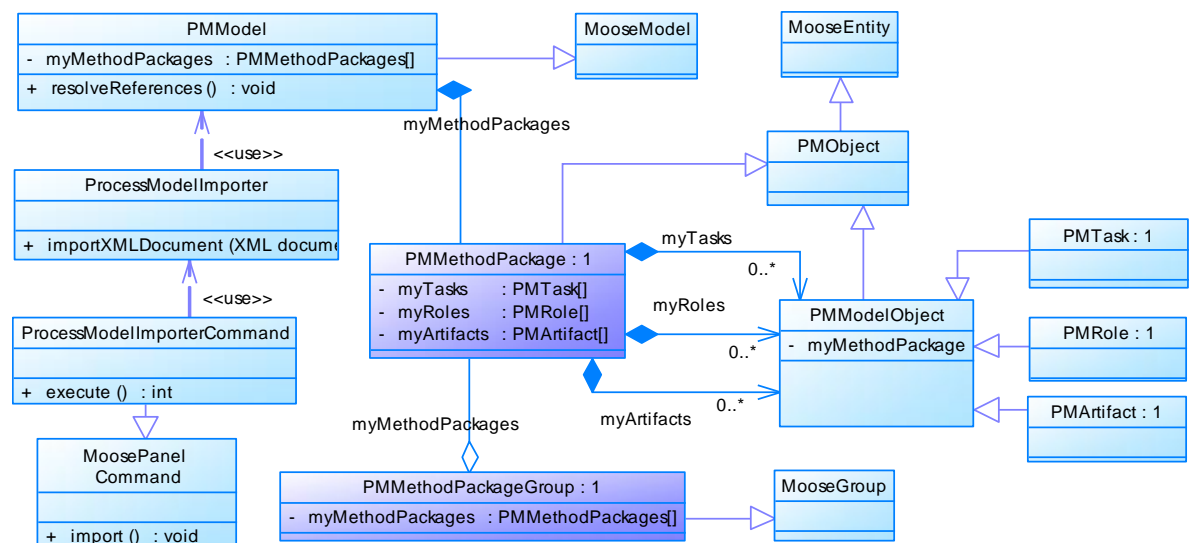 PMModel
- myMethodPackages : PMMethodPackages[]
+ resolveReferences () : void
MooseModel
MooseEntity
myMethodPackages
<<use>>
PMObject
ProcessModelImporter
+ importXMLDocument (XML docume
PMMethodPackage : 1
- myTasks : PMTask[]
- myRoles : PMRole[]
- myArtifacts : PMArtifact[]
myTasks
0..*
myRoles
0..*
myArtifacts
0..*
PMTask : 1
PMModelObject
- myMethodPackage
PMRole : 1
PMArtifact : 1
<<use>>
ProcessModelImporterCommand
+ execute () : int
myMethodPackages
MoosePanel
Command
+ import () : void
PMMethodPackageGroup : 1
- myMethodPackages : PMMethodPackages[]
MooseGroup